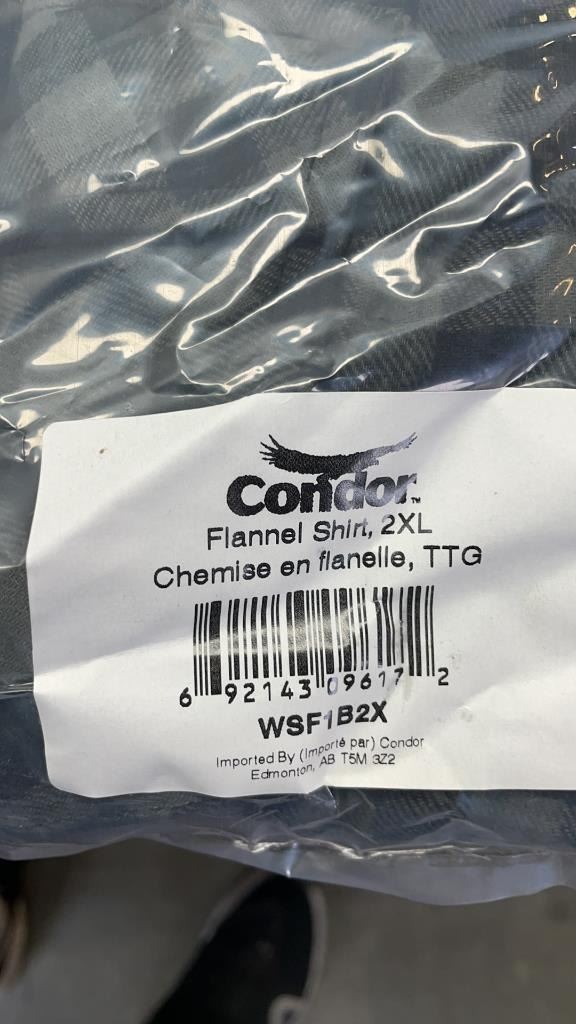 Condor™
Flannel Shirt, 2XL
Chemise en flanelle, TTG
6 92143 09617 2
WSF1B2X
Imported By (Importé par) Condor
Edmonton, AB T5M 3Z2